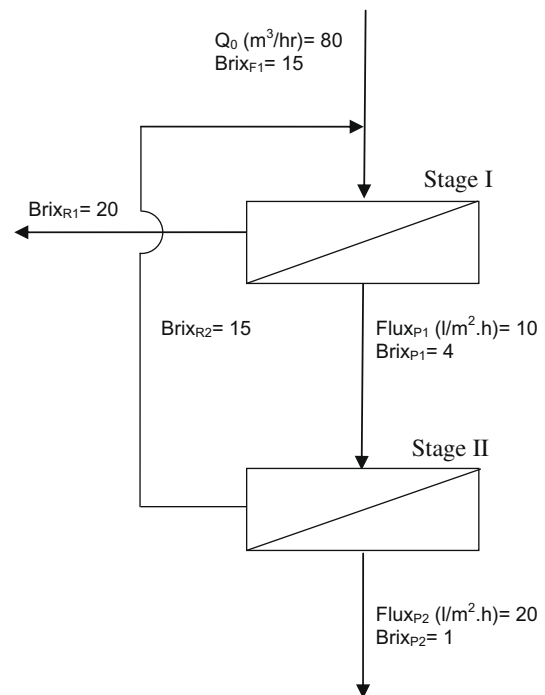 Q₀ (m³/hr)= 80
Brix_F1= 15
Stage I
Brix_R1= 20
Brix_R2= 15
Flux_P1 (l/m².h)= 10
Brix_P1= 4
Stage II
Flux_P2 (l/m².h)= 20
Brix_P2= 1